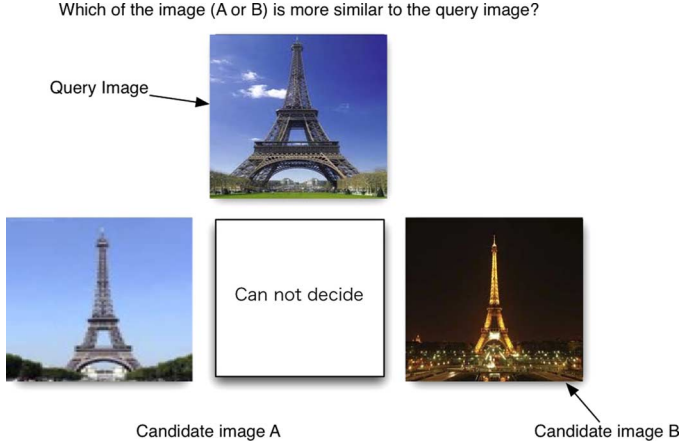 Which of the image (A or B) is more similar to the query image?
Query Image
Can not decide
Candidate image A
Candidate image B